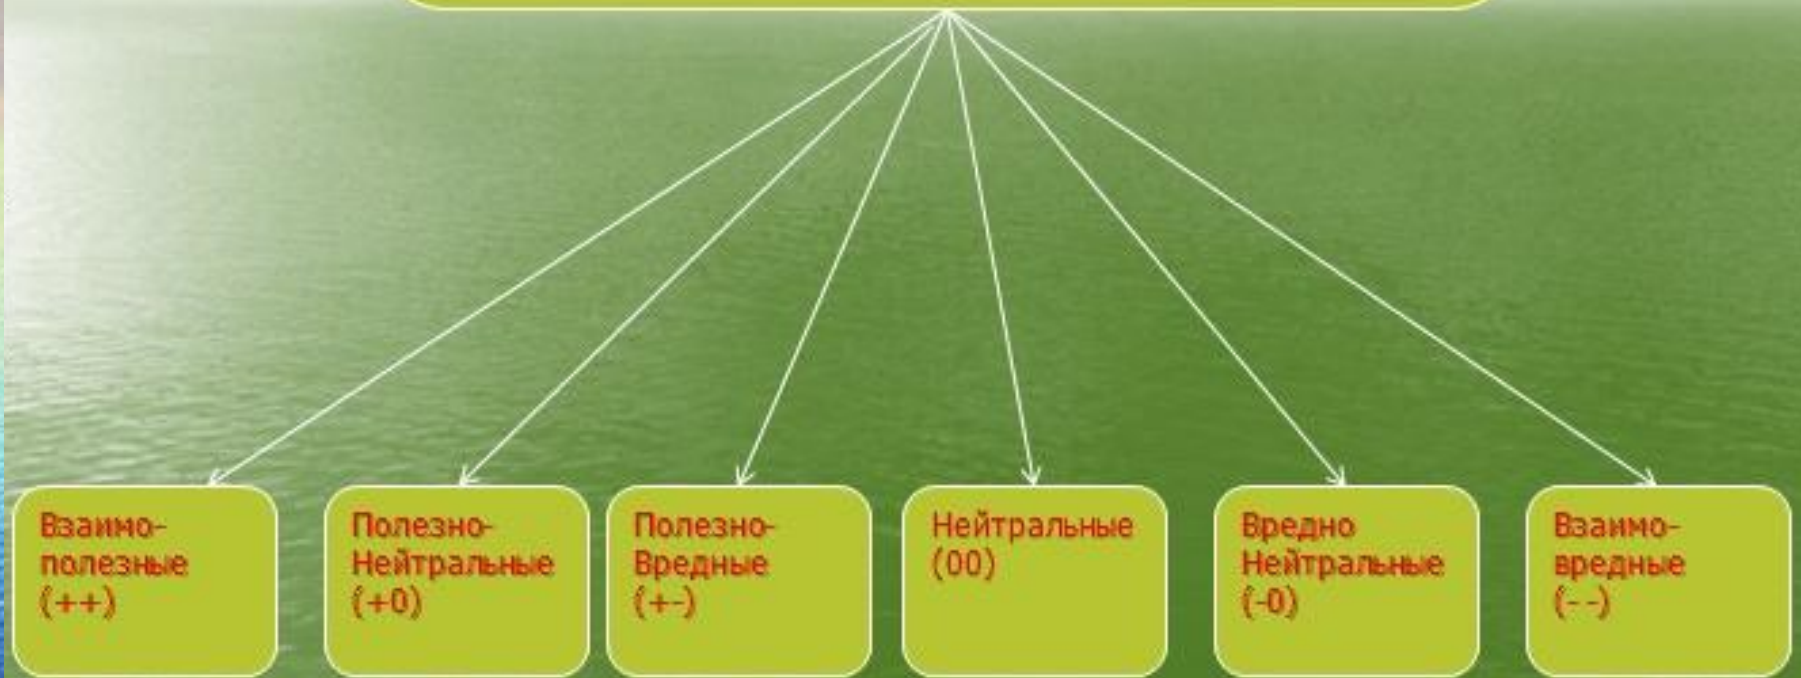 Взаимо-
полезные
(++)
Полезно-
Нейтральные
(+0)
Полезно-
Вредные
(+-)
Нейтральные
(00)
Вредно
Нейтральные
(-0)
Взаимо-
вредные
(- -)